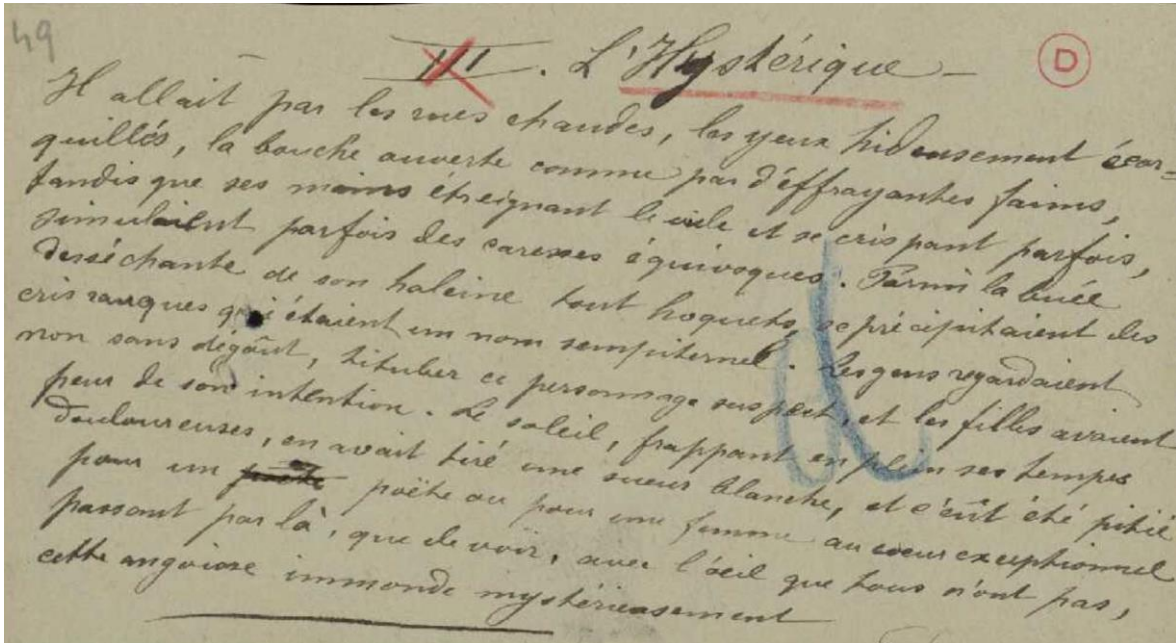 49
III. L'Hystérique — D
Il allait par les rues chaudes, les yeux hideusement écar-
quillés, la bouche ouverte comme par d'effrayantes faims,
tandis que ses mains étreignant le vide et se crispant parfois,
simulaient parfois des caresses équivoques. Parmi la buée
desséchante de son haleine tout hoquets, se précipitaient des
cris rauques qui étaient un nom sempiternel. Les gens regardaient
non sans dégoût, tituber ce personnage suspect, et les filles avaient
peur de son intention. Le soleil, frappant en plein ses tempes
douloureuses, en avait tiré une sueur blanche, et c'eût été pitié
pour un poëte ou pour une femme au cœur exceptionnel
passant par là, que de voir, avec l'œil que tous n'ont pas,
cette angoisse immonde mystérieusement